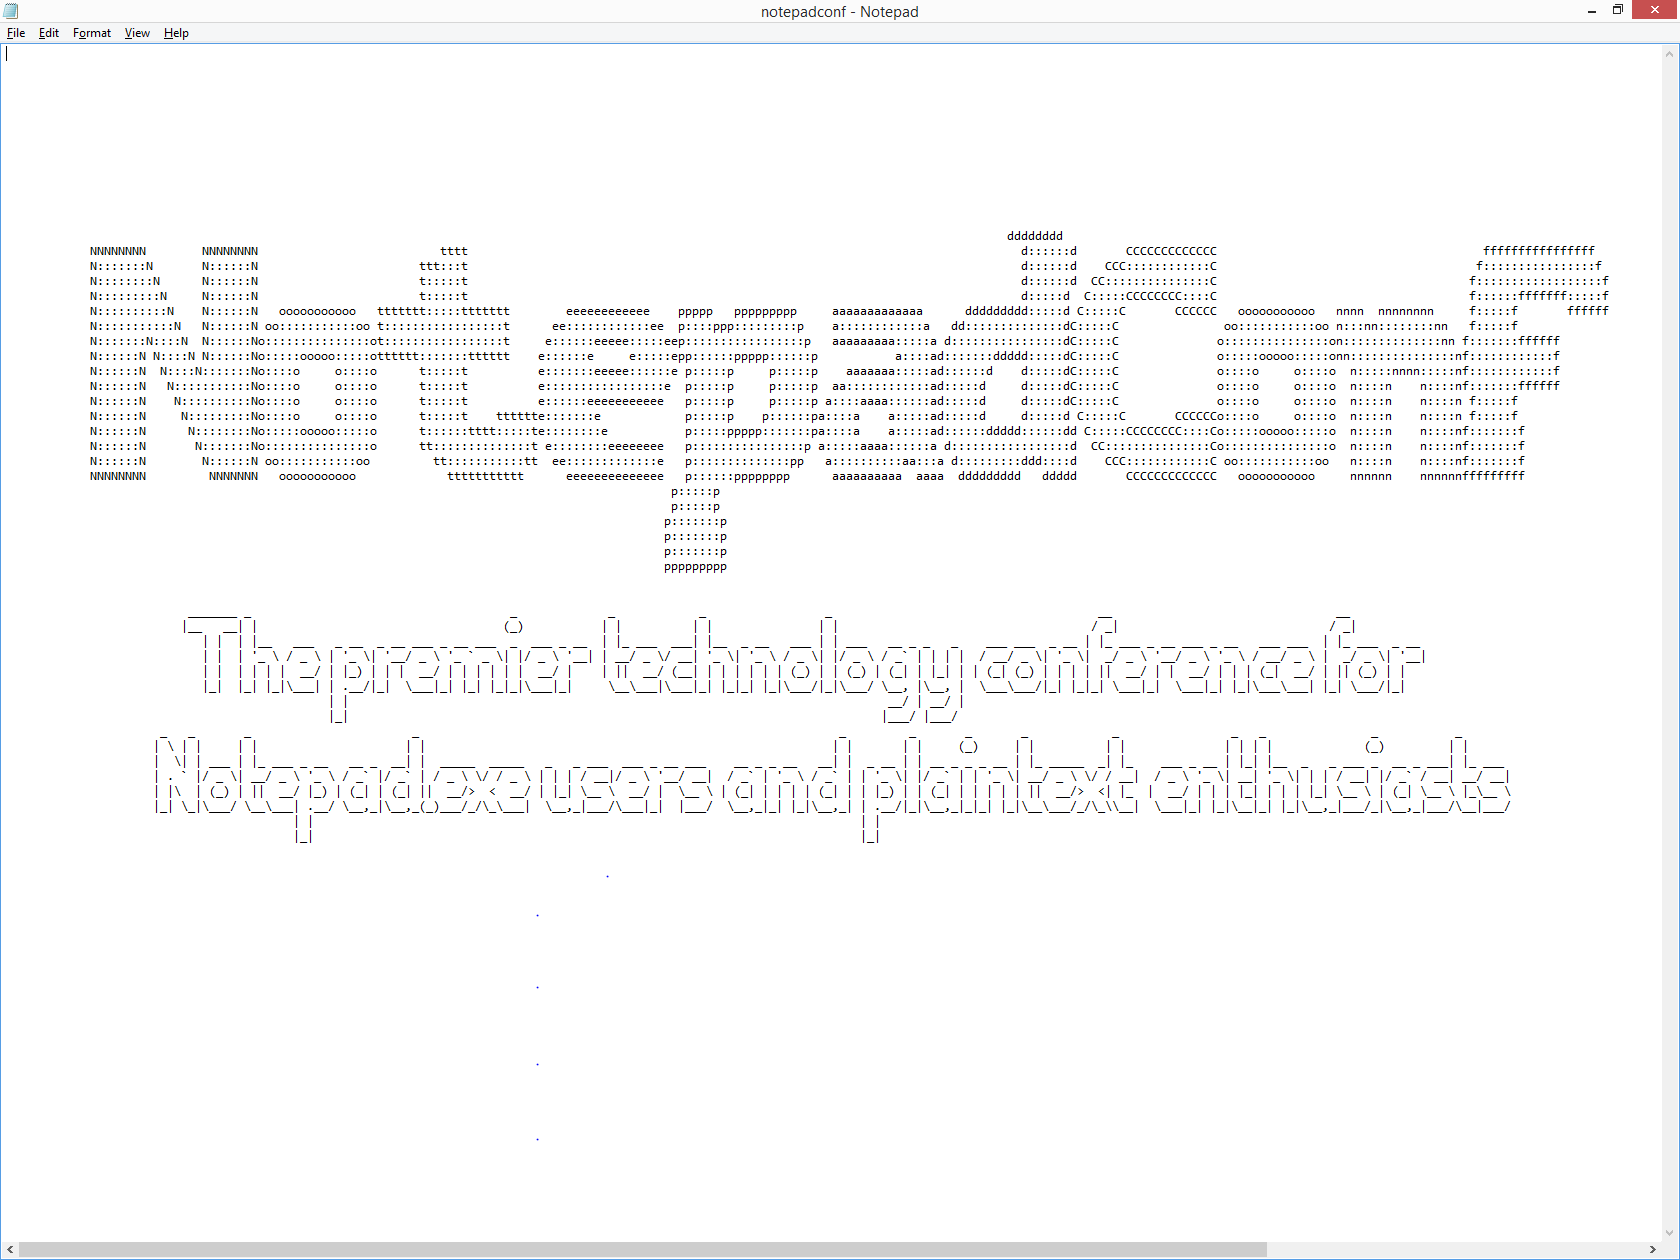 notepadconf - Notepad
File Edit Format View Help
NotepadConf
The premier technology conference for
Notepad.exe users and plaintext enthusiasts